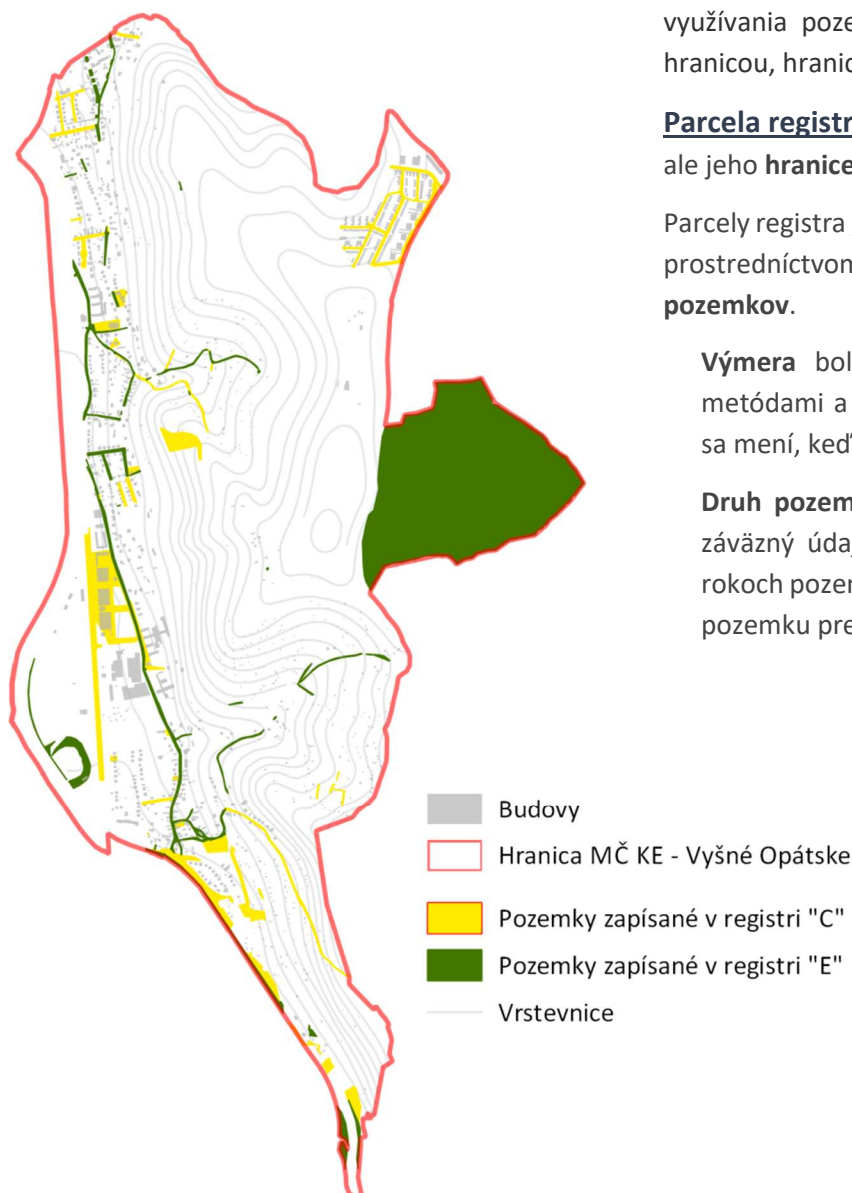 využívania poze
hranicou, hranic
Parcela registr
ale jeho hranice
Parcely registra
prostredníctvom
pozemkov.
Výmera bol
metódami a
sa mení, keď
Druh pozem
záväzný úda
rokoch pozer
pozemku pre
Budovy
Hranica MČ KE - Vyšné Opátske
Pozemky zapísané v registri "C"
Pozemky zapísané v registri "E"
Vrstevnice